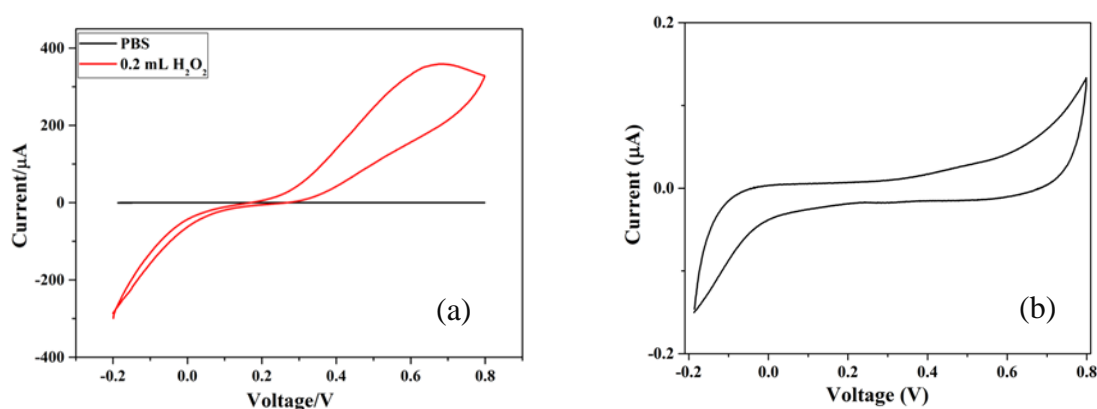 PBS
0.2 mL H₂O₂
400
200
0
-200
-400
Current/μA
-0.2 0.0 0.2 0.4 0.6 0.8
Voltage/V
(a)
0.2
0.0
-0.2
Current (μA)
-0.2 0.0 0.2 0.4 0.6 0.8
Voltage (V)
(b)